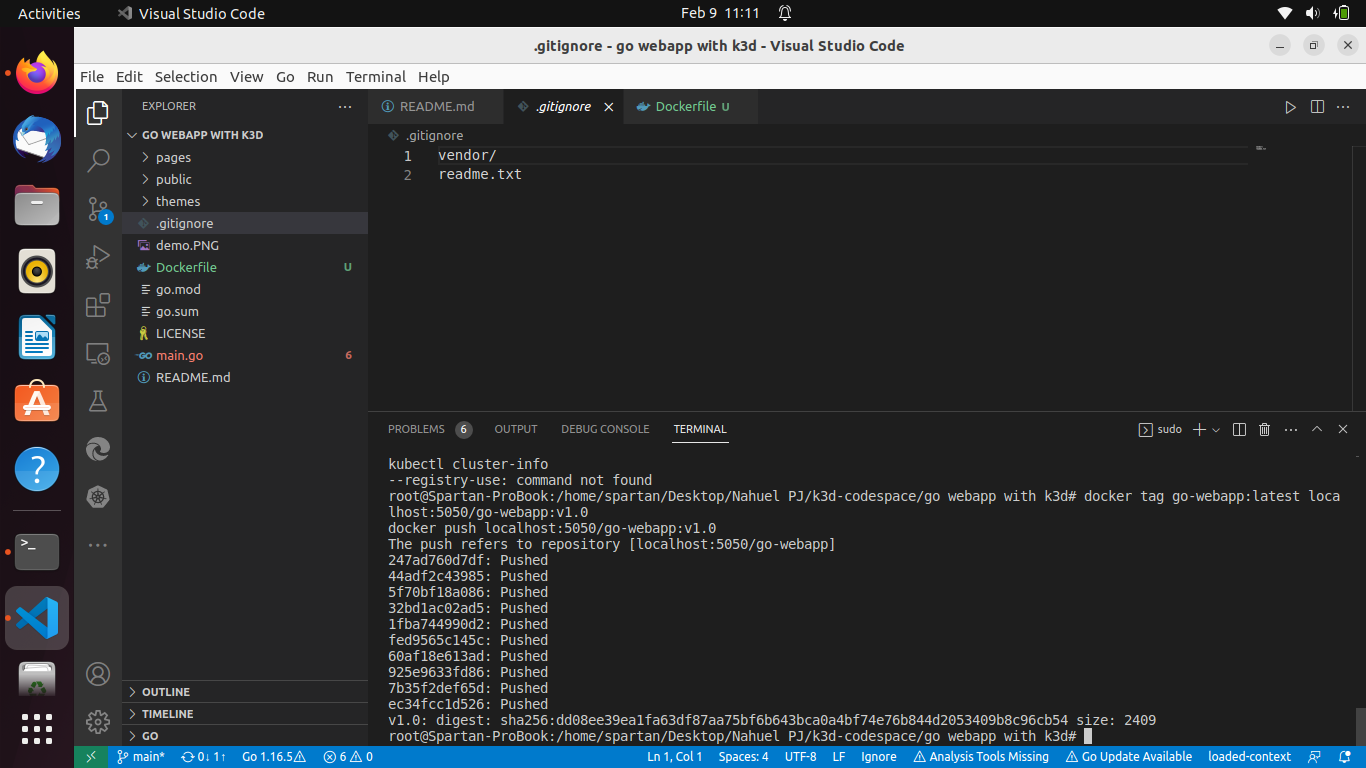 Activities
Visual Studio Code
Feb 9 11:11
.gitignore - go webapp with k3d - Visual Studio Code
File Edit Selection View Go Run Terminal Help
EXPLORER
README.md
.gitignore
Dockerfile U
GO WEBAPP WITH K3D
pages
public
themes
.gitignore
demo.PNG
Dockerfile U
go.mod
go.sum
LICENSE
main.go 6
README.md
1
.gitignore
1 vendor/
2 readme.txt
PROBLEMS 6 OUTPUT DEBUG CONSOLE TERMINAL
sudo
kubectl cluster-info
--registry-use: command not found
root@Spartan-ProBook:/home/spartan/Desktop/Nahuel PJ/k3d-codespace/go webapp with k3d# docker tag go-webapp:latest loca
lhost:5050/go-webapp:v1.0
docker push localhost:5050/go-webapp:v1.0
The push refers to repository [localhost:5050/go-webapp]
247ad760d7df: Pushed
44adf2c43985: Pushed
5f70bf18a086: Pushed
32bd1ac02ad5: Pushed
1fba744990d2: Pushed
fed9565c145c: Pushed
60af18e613ad: Pushed
925e9633fd86: Pushed
7b35f2def65d: Pushed
ec34fcc1d526: Pushed
v1.0: digest: sha256:dd08ee39ea1fa63df87aa75bf6b643bca0a4bf74e76b844d2053409b8c96cb54 size: 2409
root@Spartan-ProBook:/home/spartan/Desktop/Nahuel PJ/k3d-codespace/go webapp with k3d#
OUTLINE
TIMELINE
GO
main* 0↓ 1↑ Go 1.16.5 6 0
Ln 1, Col 1 Spaces: 4 UTF-8 LF Ignore Analysis Tools Missing Go Update Available loaded-context